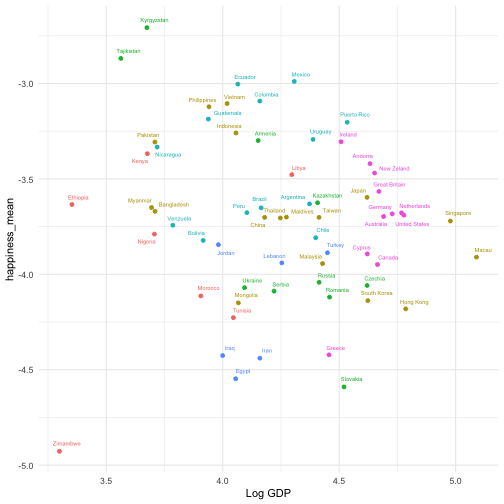 Kyrgyzstan
Tajikistan
Ecuador
Mexico
-3.0
Philippines
Vietnam
Colombia
Guatemala
Puerto Rico
Indonesia
Pakistan
Armenia
Uruguay
Ireland
Nicaragua
Kenya
Andorra
Libya
New Zeland
-3.5
Great Britain
Ethiopia
Brazil
Argentina
Kazakhstan
Japan
Myanmar
Bangladesh
Peru
Thailand
Maldives
Taiwan
Germany
Netherlands
Singapore
Venzula
China
Australia
United States
Bolivia
Nigeria
Chile
happiness_mean
Jordan
Lebanon
Turkey
Malaysia
Cyprus
Canada
Macau
-4.0
Morocco
Ukraine
Serbia
Russia
Czechia
Mongolia
Romania
South Korea
Hong Kong
Tunisia
Iraq
Iran
Greece
Egypt
Slovakia
-4.5
Zimambwe
-5.0
3.5
4.0
4.5
5.0
Log GDP